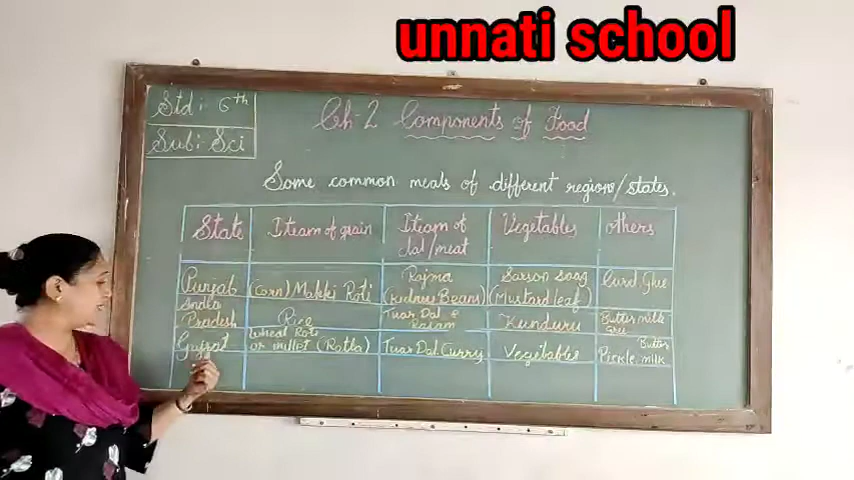 unnati school
Std: 6th
Sub: Sci
Ch-2 Components of Food
Some common meals of different regions/states.
State Iteam of grain Iteam of dal/meat Vegetables others
Punjab (Corn) Makki Roti Rajma (Kidney Beans) Sarson Saag (Mustard leaf) Curd, Ghee
Andra Pradesh Rice Tuar Dal & Rasam Kunduru Butter milk Ghee
Gujrat Wheat Roti or millet (Rotla) Tuar Dal, Curry Vegetables Butter Pickle, milk